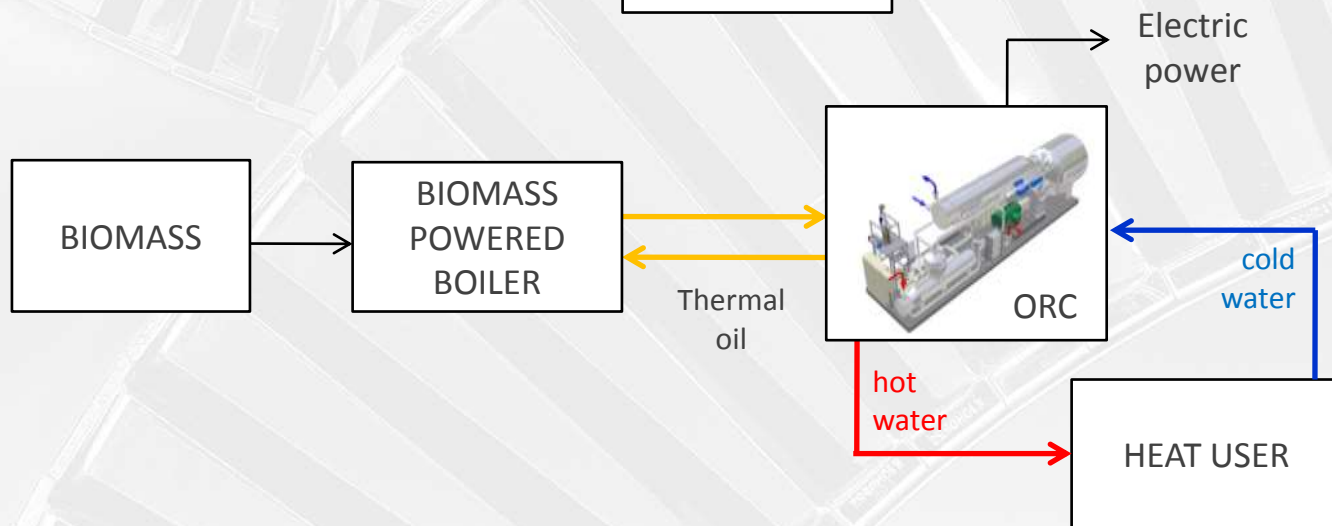 Electric
power
BIOMASS
BIOMASS
POWERED
BOILER
Thermal
oil
ORC
cold
water
hot
water
HEAT USER